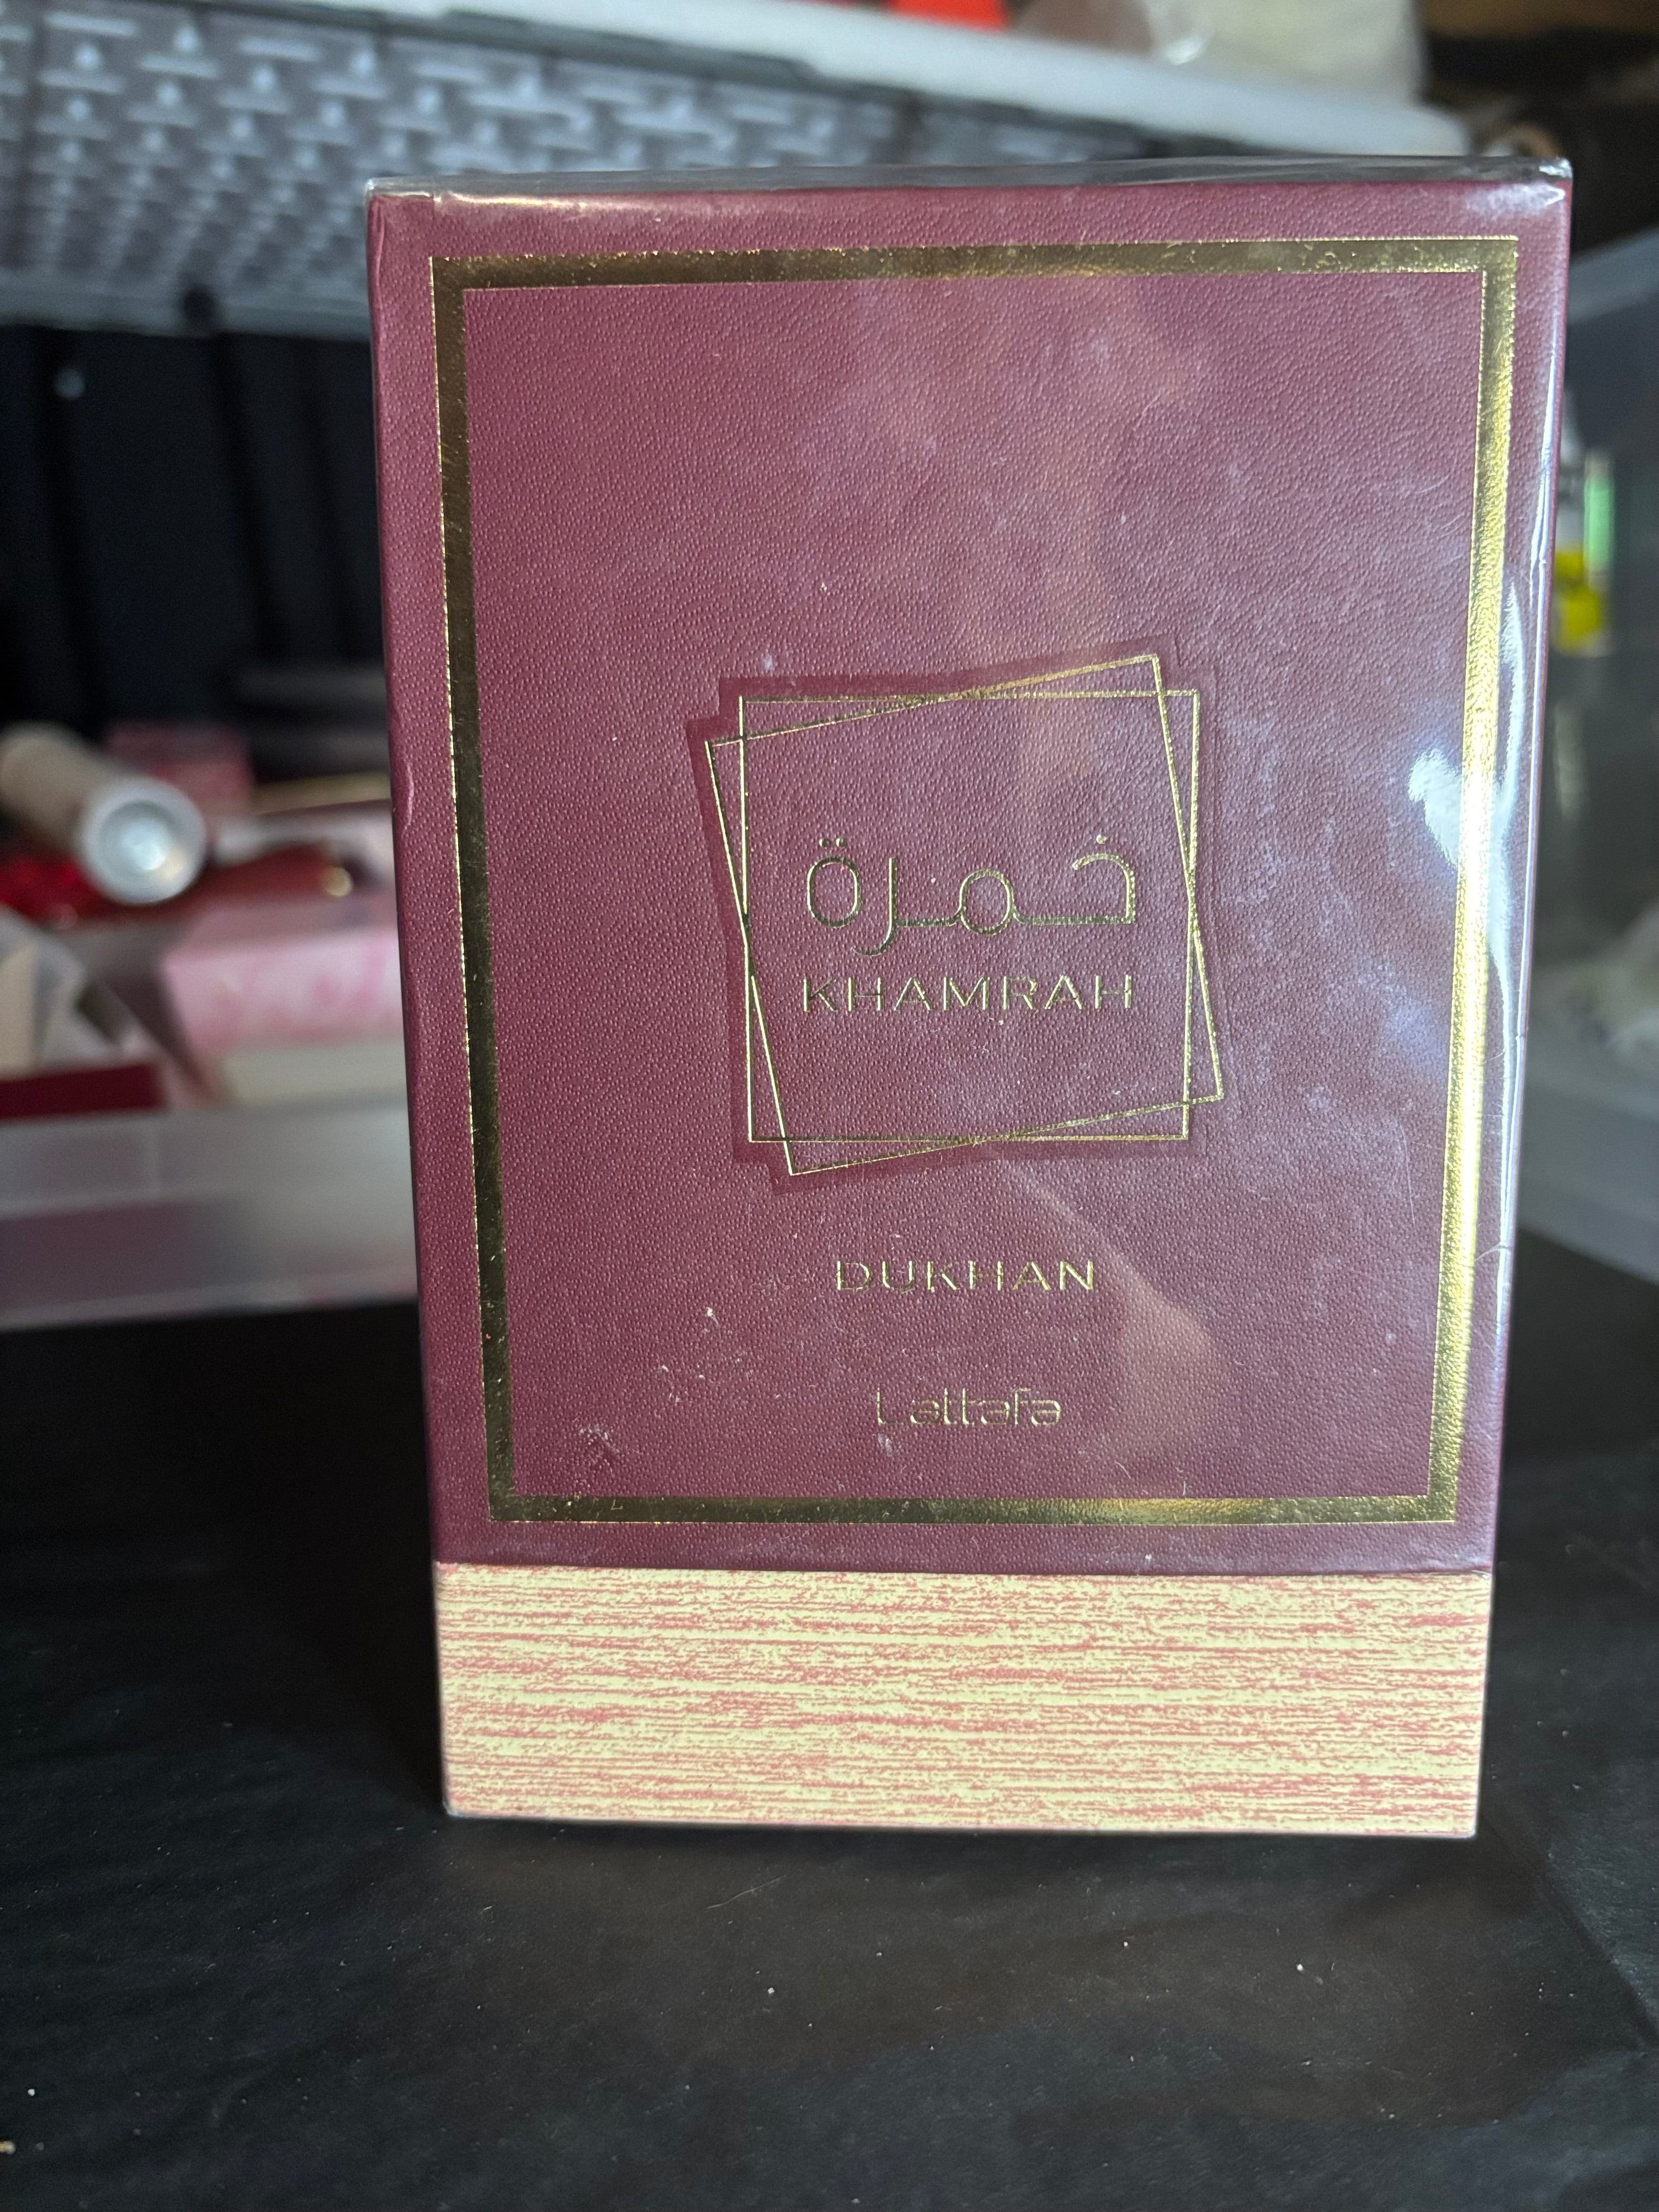 خمرة
KHAMRAH
DUKHAN
Lattafa